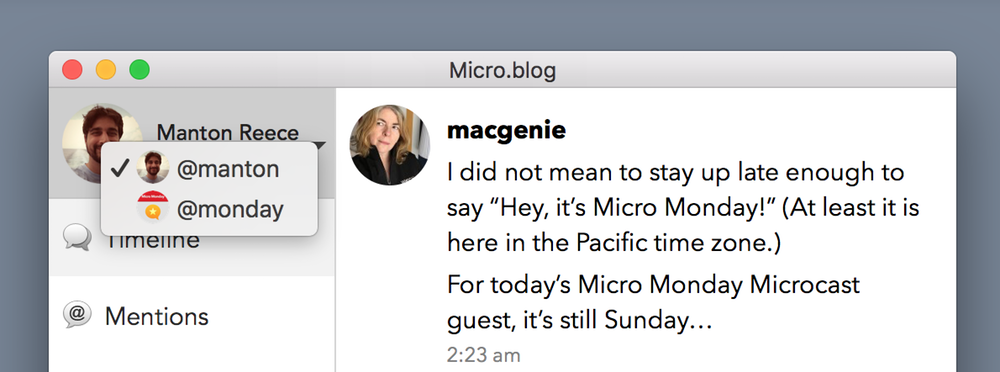 Micro.blog
Manton Reece
@manton
@monday
Timeline
Mentions
macgenie
I did not mean to stay up late enough to
say “Hey, it’s Micro Monday!” (At least it is
here in the Pacific time zone.)
For today’s Micro Monday Microcast
guest, it’s still Sunday…
2:23 am